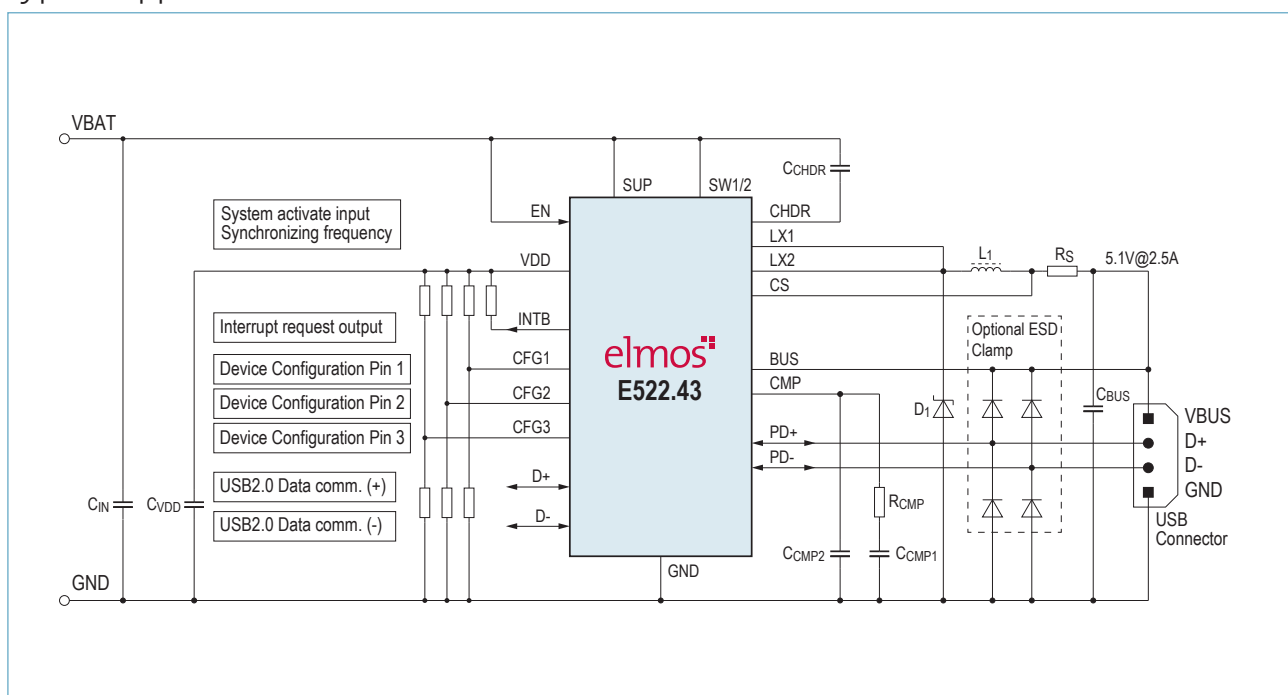 VBAT
CCHDR
SUP
SW1/2
System activate input
Synchronizing frequency
EN
CHDR
LX1
VDD
LX2
L1
RS
5.1V@2.5A
CS
Interrupt request output
INTB
Optional ESD
Clamp
elmos
E522.43
Device Configuration Pin 1
CFG1
BUS
CMP
Device Configuration Pin 2
CFG2
D1
CBUS
VBUS
Device Configuration Pin 3
CFG3
PD+
D+
PD-
D-
GND
USB2.0 Data comm. (+)
D+
CIN
CVDD
RCMP
USB2.0 Data comm. (-)
D-
USB
Connector
CCMP2
CCMP1
GND
GND